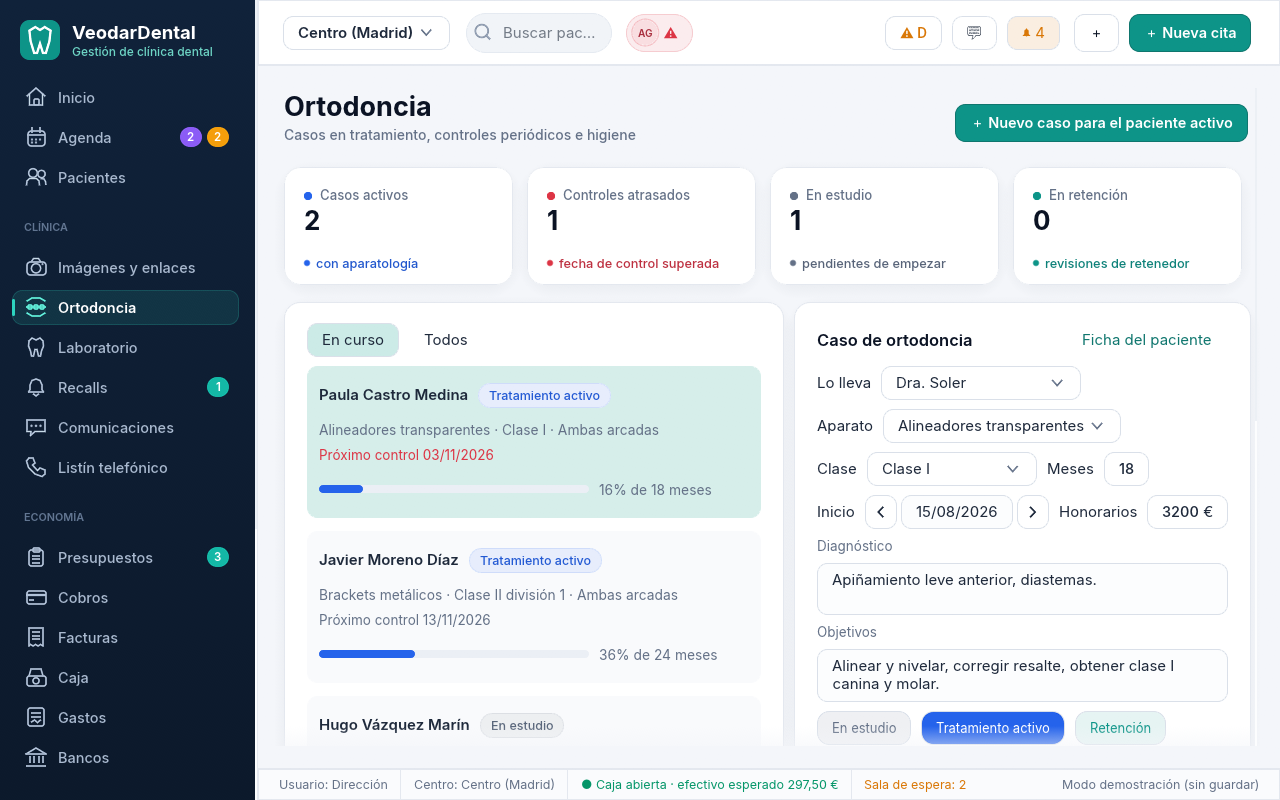 VeodarDental
Gestión de clínica dental
Inicio
Agenda 2 2
Pacientes
CLÍNICA
Imágenes y enlaces
Ortodoncia
Laboratorio
Recalls 1
Comunicaciones
Listín telefónico
ECONOMÍA
Presupuestos 3
Cobros
Facturas
Caja
Gastos
Bancos
Centro (Madrid)
Buscar pac...
AG
D
4
+
+ Nueva cita
Ortodoncia
Casos en tratamiento, controles periódicos e higiene
+ Nuevo caso para el paciente activo
Casos activos
2
con aparatología
Controles atrasados
1
fecha de control superada
En estudio
1
pendientes de empezar
En retención
0
revisiones de retenedor
En curso Todos
Paula Castro Medina Tratamiento activo
Alineadores transparentes · Clase I · Ambas arcadas
Próximo control 03/11/2026
16% de 18 meses
Javier Moreno Díaz Tratamiento activo
Brackets metálicos · Clase II división 1 · Ambas arcadas
Próximo control 13/11/2026
36% de 24 meses
Hugo Vázquez Marín En estudio
Caso de ortodoncia Ficha del paciente
Lo lleva Dra. Soler
Aparato Alineadores transparentes
Clase Clase I Meses 18
Inicio 15/08/2026 Honorarios 3200 €
Diagnóstico
Apiñamiento leve anterior, diastemas.
Objetivos
Alinear y nivelar, corregir resalte, obtener clase I
canina y molar.
En estudio Tratamiento activo Retención
Usuario: Dirección Centro: Centro (Madrid) Caja abierta · efectivo esperado 297,50 € Sala de espera: 2 Modo demostración (sin guardar)